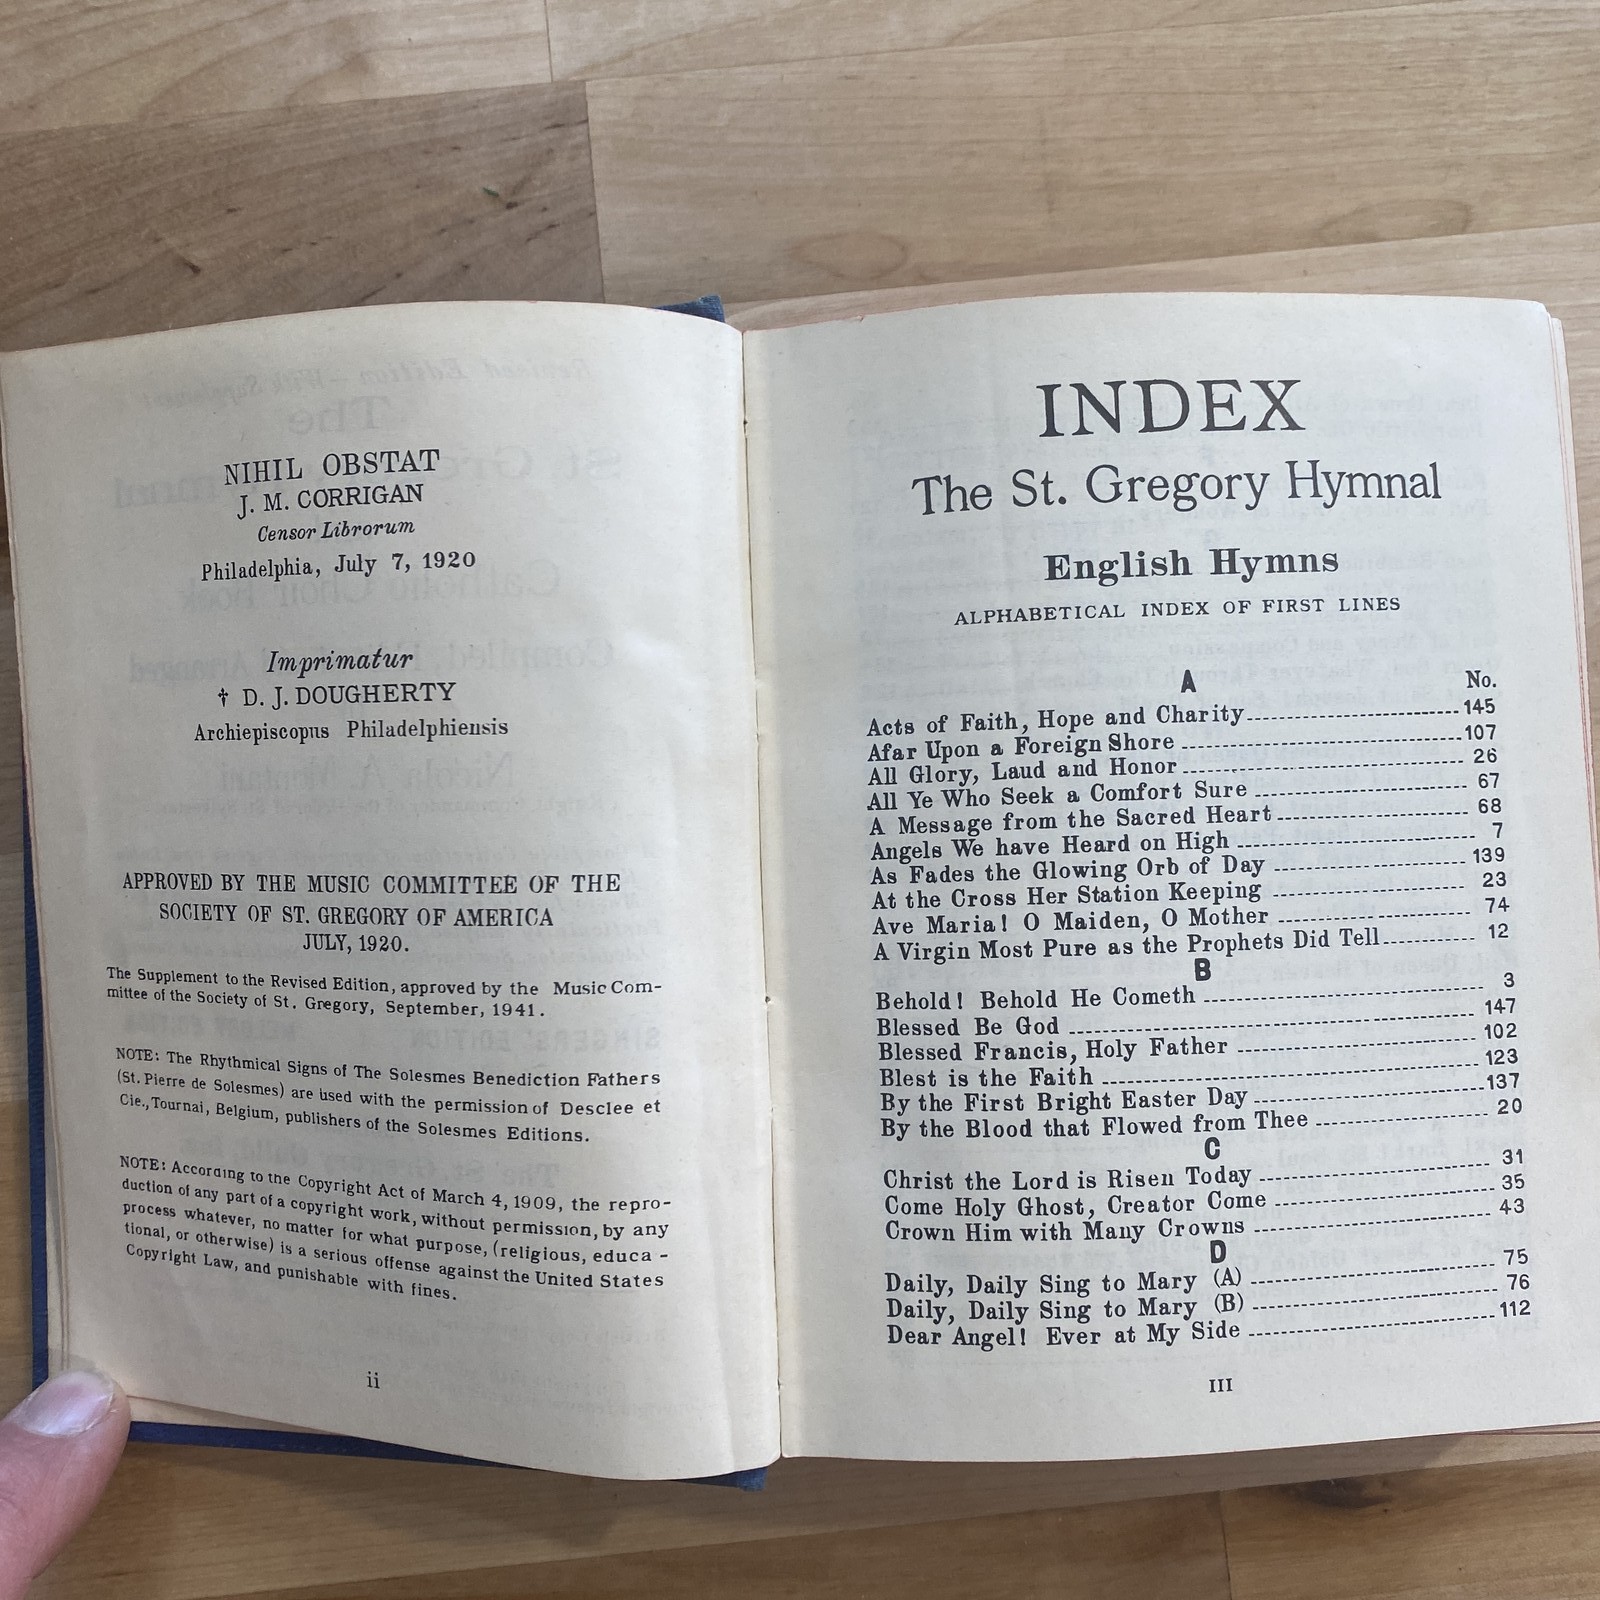 NIHIL OBSTAT
J. M. CORRIGAN
Censor Librorum
Philadelphia, July 7, 1920
Imprimatur
† D. J. DOUGHERTY
Archiepiscopus Philadelphiensis
APPROVED BY THE MUSIC COMMITTEE OF THE
SOCIETY OF ST. GREGORY OF AMERICA
JULY, 1920.
The Supplement to the Revised Edition, approved by the Music Com-
mittee of the Society of St. Gregory, September, 1941.
NOTE: The Rhythmical Signs of The Solesmes Benediction Fathers
(St. Pierre de Solesmes) are used with the permission of Desclee et
Cie., Tournai, Belgium, publishers of the Solesmes Editions.
NOTE: According to the Copyright Act of March 4, 1909, the repro-
duction of any part of a copyright work, without permission, by any
process whatever, no matter for what purpose, (religious, educa -
tional, or otherwise) is a serious offense against the United States
Copyright Law, and punishable with fines.
ii
INDEX
The St. Gregory Hymnal
English Hymns
ALPHABETICAL INDEX OF FIRST LINES
A No.
Acts of Faith, Hope and Charity 145
Afar Upon a Foreign Shore 107
All Glory, Laud and Honor 26
All Ye Who Seek a Comfort Sure 67
A Message from the Sacred Heart 68
Angels We have Heard on High 7
As Fades the Glowing Orb of Day 139
At the Cross Her Station Keeping 23
Ave Maria! O Maiden, O Mother 74
A Virgin Most Pure as the Prophets Did Tell 12
B
Behold! Behold He Cometh 3
Blessed Be God 147
Blessed Francis, Holy Father 102
Blest is the Faith 123
By the First Bright Easter Day 137
By the Blood that Flowed from Thee 20
C
Christ the Lord is Risen Today 31
Come Holy Ghost, Creator Come 35
Crown Him with Many Crowns 43
D
Daily, Daily Sing to Mary (A) 75
Daily, Daily Sing to Mary (B) 76
Dear Angel! Ever at My Side 112
III